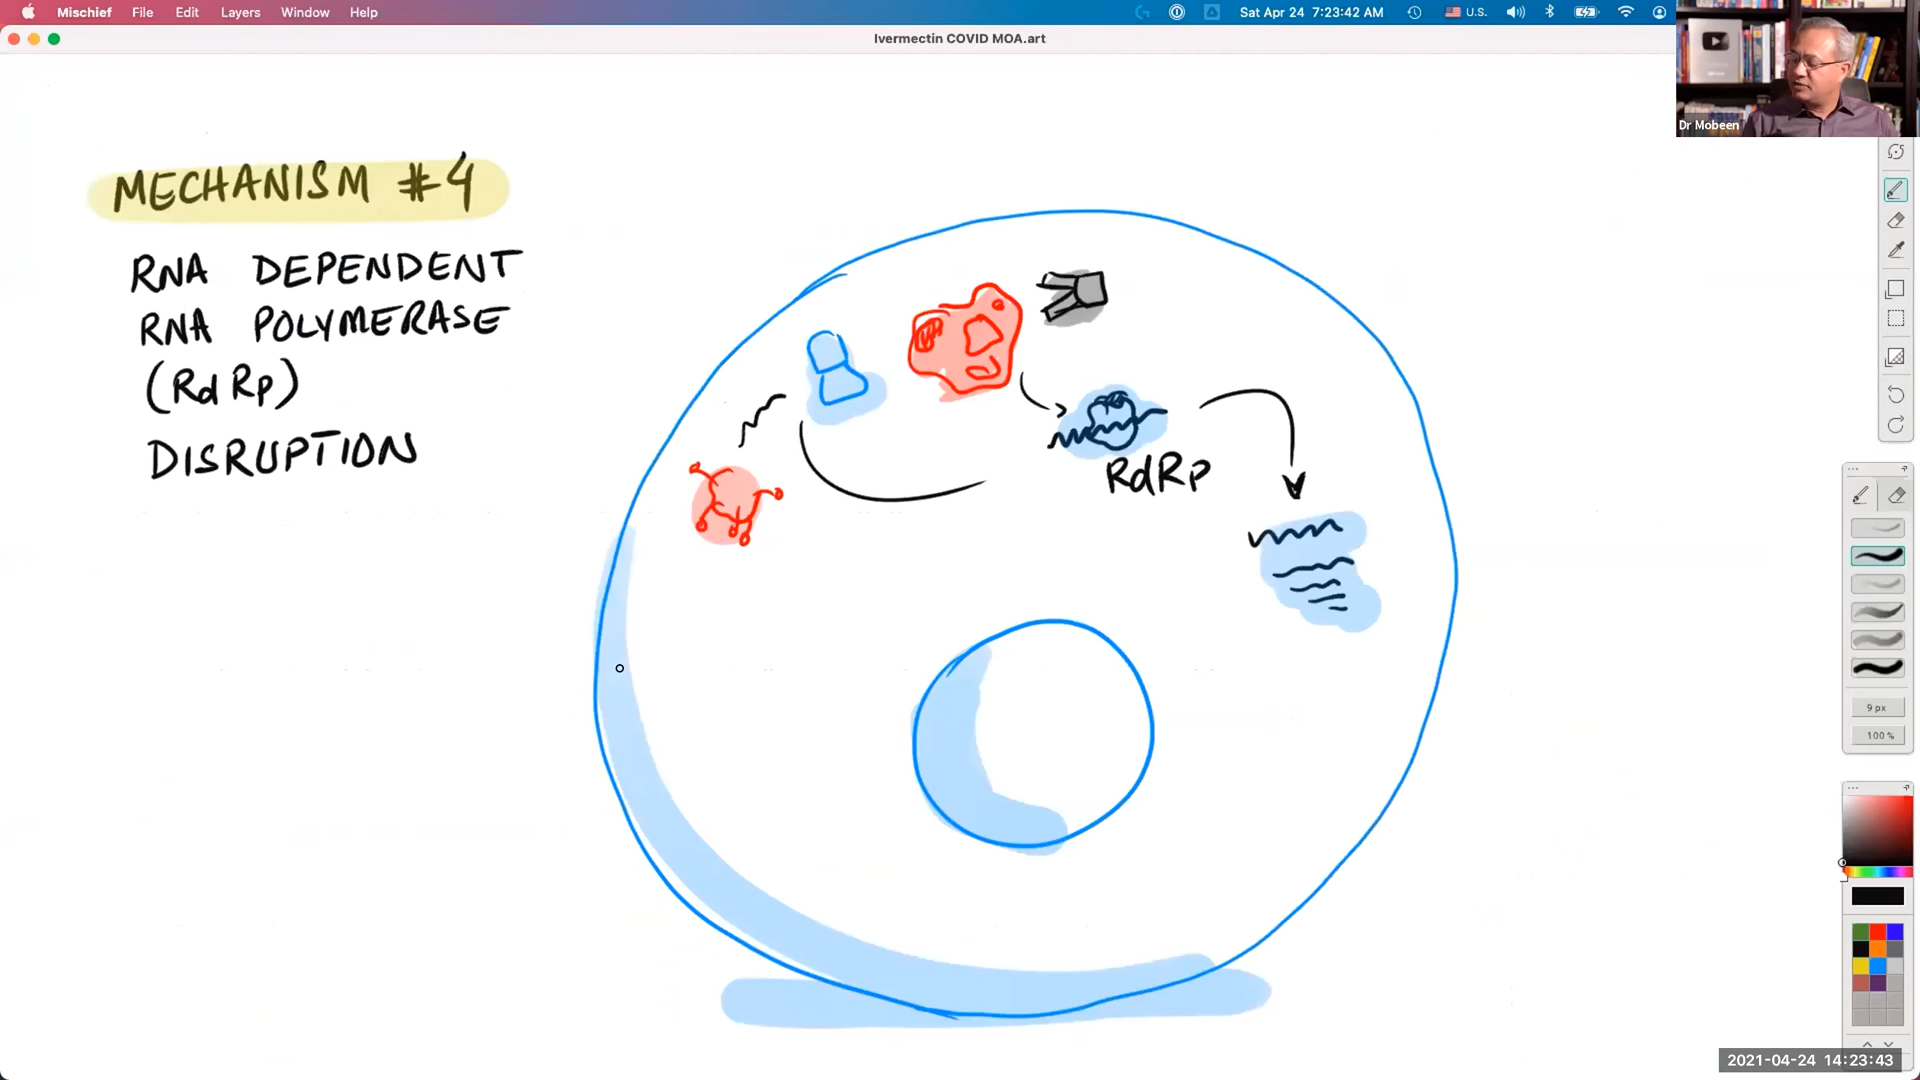 Mischief File Edit Layers Window Help
U.S.
Sat Apr 24 7:23:42 AM
Ivermectin COVID MOA.art
Dr Mobeen
MECHANISM #4
RNA DEPENDENT
RNA POLYMERASE
(RdRp)
DISRUPTION
RdRp
9 px
100 %
2021-04-24 14:23:43